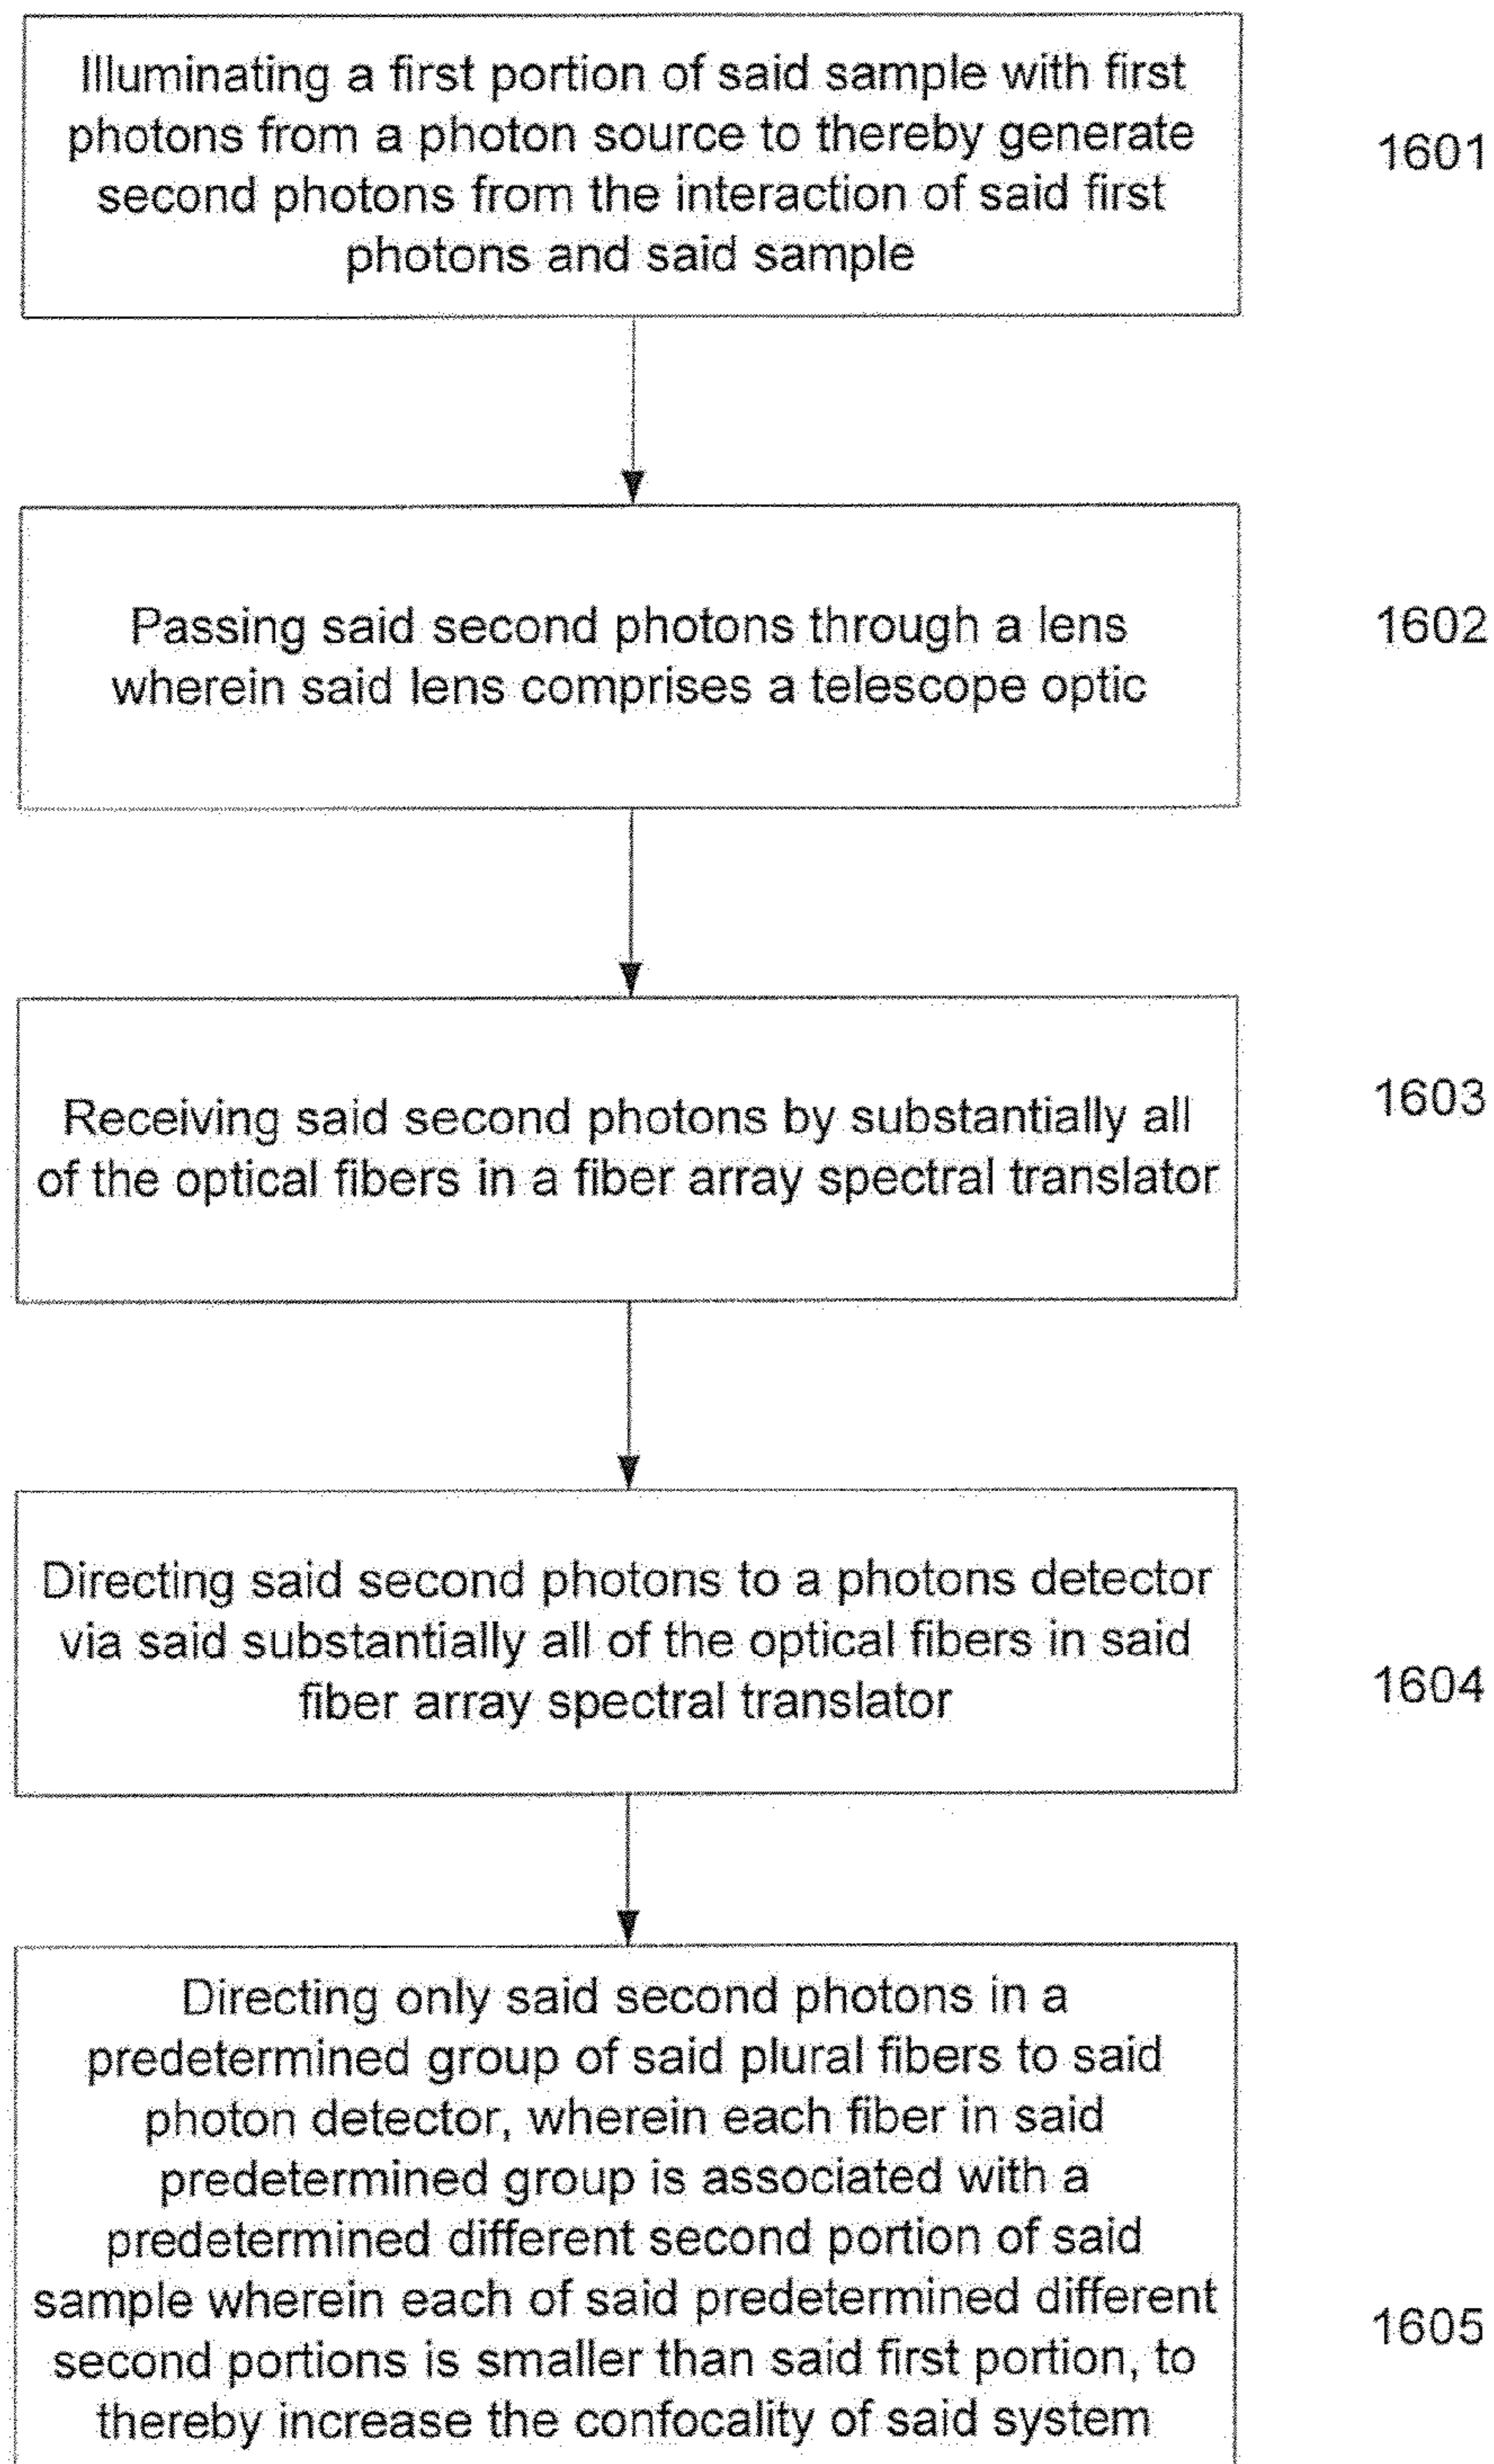 Illuminating a first portion of said sample with first
photons from a photon source to thereby generate
second photons from the interaction of said first
photons and said sample
1601
Passing said second photons through a lens
wherein said lens comprises a telescope optic
1602
Receiving said second photons by substantially all
of the optical fibers in a fiber array spectral translator
1603
Directing said second photons to a photons detector
via said substantially all of the optical fibers in said
fiber array spectral translator
1604
Directing only said second photons in a
predetermined group of said plural fibers to said
photon detector, wherein each fiber in said
predetermined group is associated with a
predetermined different second portion of said
sample wherein each of said predetermined different
second portions is smaller than said first portion, to
thereby increase the confocality of said system
1605